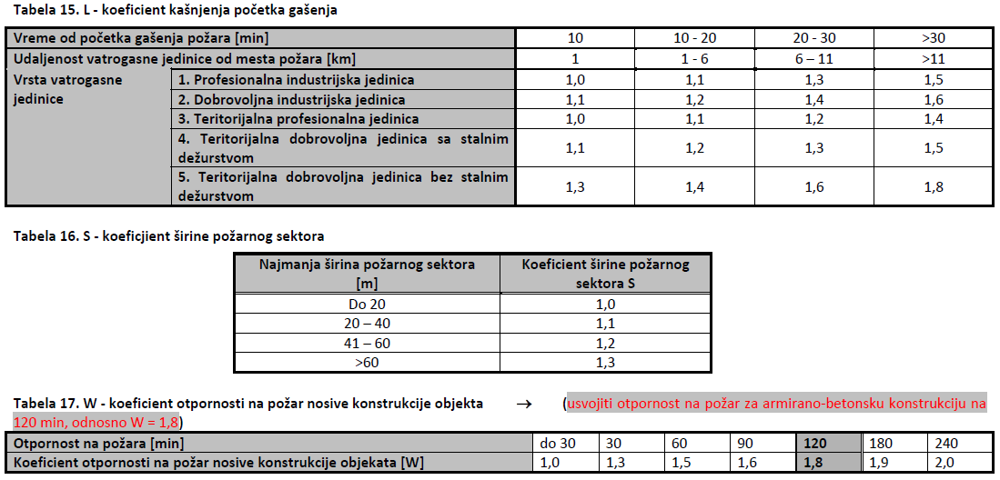 Tabela 15. L - koeficient kašnjenja početka gašenja
Vreme od početka gašenja požara [min] 10 10 - 20 20 - 30 >30
Udaljenost vatrogasne jedinice od mesta požara [km] 1 1 - 6 6 – 11 >11
Vrsta vatrogasne 1. Profesionalna industrijska jedinica 1,0 1,1 1,3 1,5
jedinice 2. Dobrovoljna industrijska jedinica 1,1 1,2 1,4 1,6
3. Teritorijalna profesionalna jedinica 1,0 1,1 1,2 1,4
4. Teritorijalna dobrovoljna jedinica sa stalnim
dežurstvom 1,1 1,2 1,3 1,5
5. Teritorijalna dobrovoljna jedinica bez stalnim
dežurstvom 1,3 1,4 1,6 1,8
Tabela 16. S - koeficjient širine požarnog sektora
Najmanja širina požarnog sektora Koeficient širine požarnog
[m] sektora S
Do 20 1,0
20 – 40 1,1
41 – 60 1,2
>60 1,3
Tabela 17. W - koeficient otpornosti na požar nosive konstrukcije objekta → (usvojiti otpornost na požar za armirano-betonsku konstrukciju na
120 min, odnosno W = 1,8)
Otpornost na požara [min] do 30 30 60 90 120 180 240
Koeficient otpornosti na požar nosive konstrukcije objekata [W] 1,0 1,3 1,5 1,6 1,8 1,9 2,0